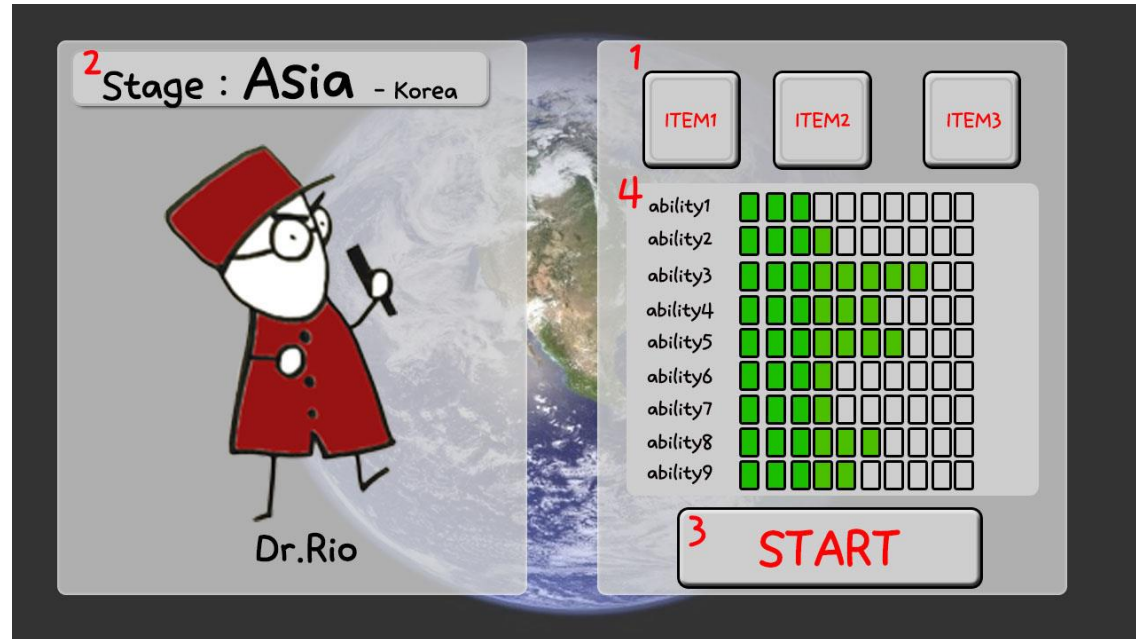 2
Stage : Asia - Korea
Dr.Rio
1
ITEM1 ITEM2 ITEM3
4
ability1
ability2
ability3
ability4
ability5
ability6
ability7
ability8
ability9
3
START